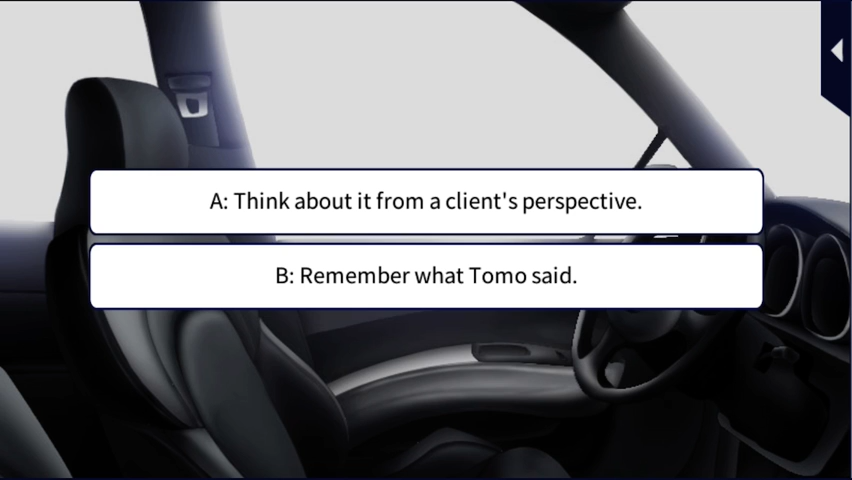 A: Think about it from a client's perspective.
B: Remember what Tomo said.